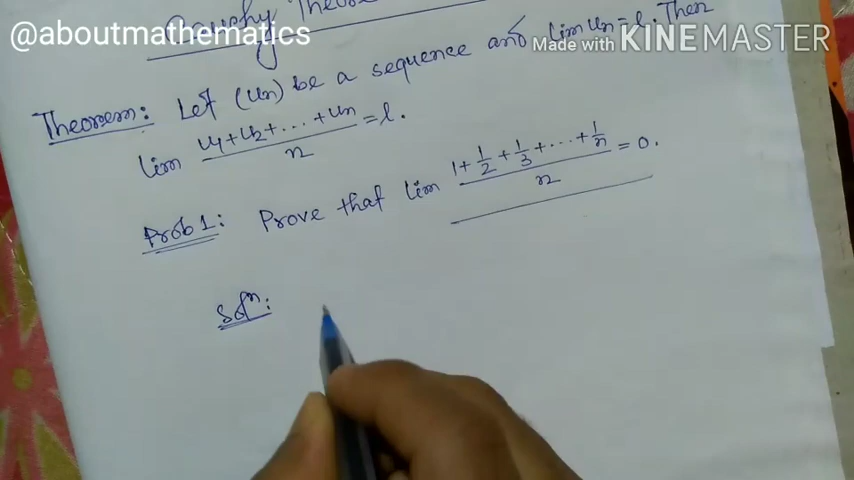 Cauchy Theorem
@aboutmathematics
Made with KINEMASTER
Theorem: Let (un) be a sequence and lim un = l. Then
lim (u1+u2+...+un)/n = l.
Prob 1: Prove that lim (1+1/2+1/3+...+1/n)/n = 0.
Solⁿ: